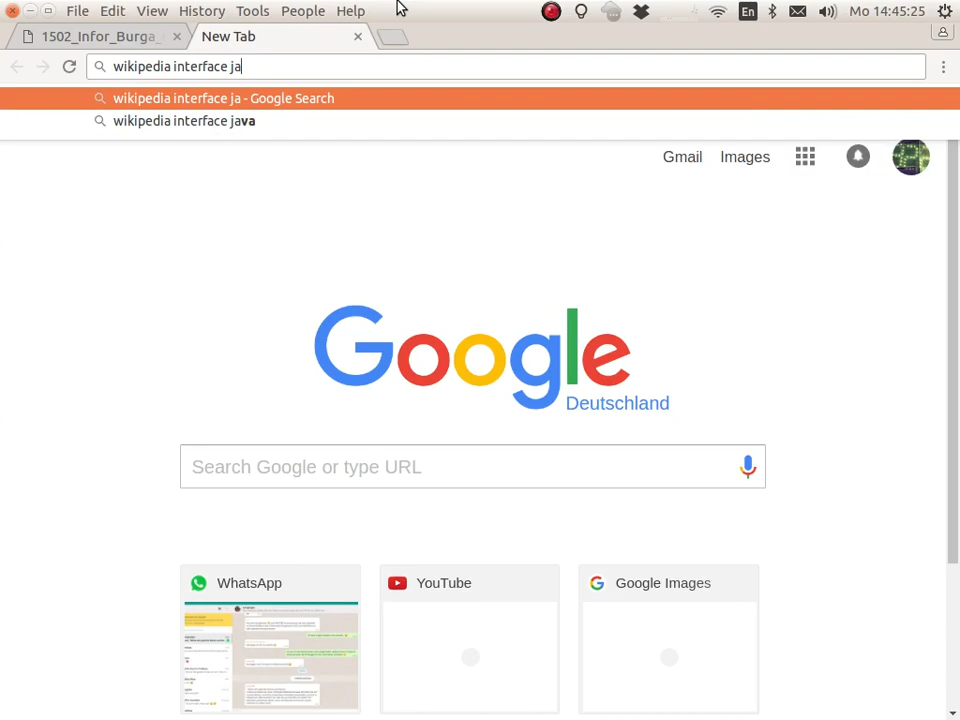 File Edit View History Tools People Help
En
Mo 14:45:25
1502_Infor_Burga_
New Tab
wikipedia interface ja
wikipedia interface ja - Google Search
wikipedia interface java
Gmail Images
Google
Deutschland
Search Google or type URL
WhatsApp
YouTube
Google Images